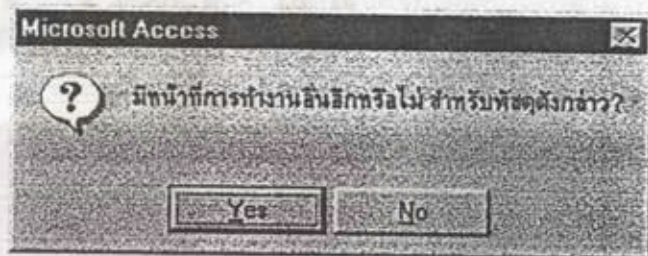 Microsoft Access
?
มีหน้าที่การทำงานอื่นอีกหรือไม่ สำหรับพัสดุดังกล่าว?
Yes
No